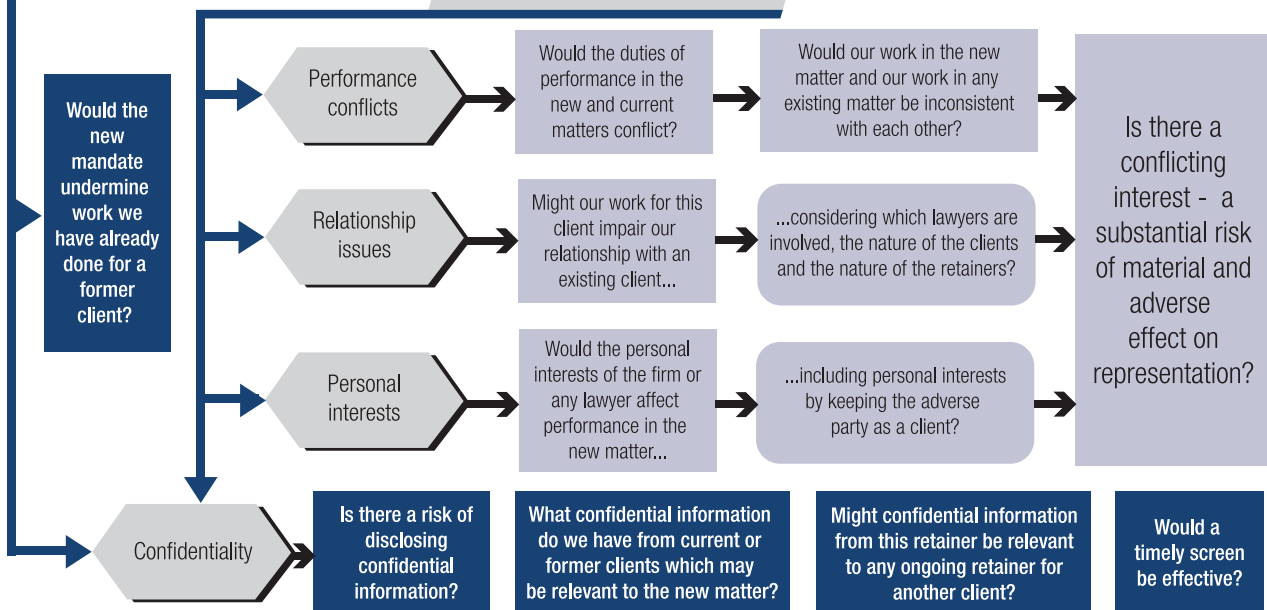 Would the
new
mandate
undermine
work we
have already
done for a
former
client?
Performance
conflicts
Would the duties of
performance in the
new and current
matters conflict?
Would our work in the new
matter and our work in any
existing matter be inconsistent
with each other?
Relationship
issues
Might our work for this
client impair our
relationship with an
existing client...
...considering which lawyers are
involved, the nature of the clients
and the nature of the retainers?
Personal
interests
Would the personal
interests of the firm or
any lawyer affect
performance in the
new matter...
...including personal interests
by keeping the adverse
party as a client?
Is there a
conflicting
interest - a
substantial risk
of material and
adverse
effect on
representation?
Confidentiality
Is there a risk of
disclosing
confidential
information?
What confidential information
do we have from current or
former clients which may
be relevant to the new matter?
Might confidential information
from this retainer be relevant
to any ongoing retainer for
another client?
Would a
timely screen
be effective?